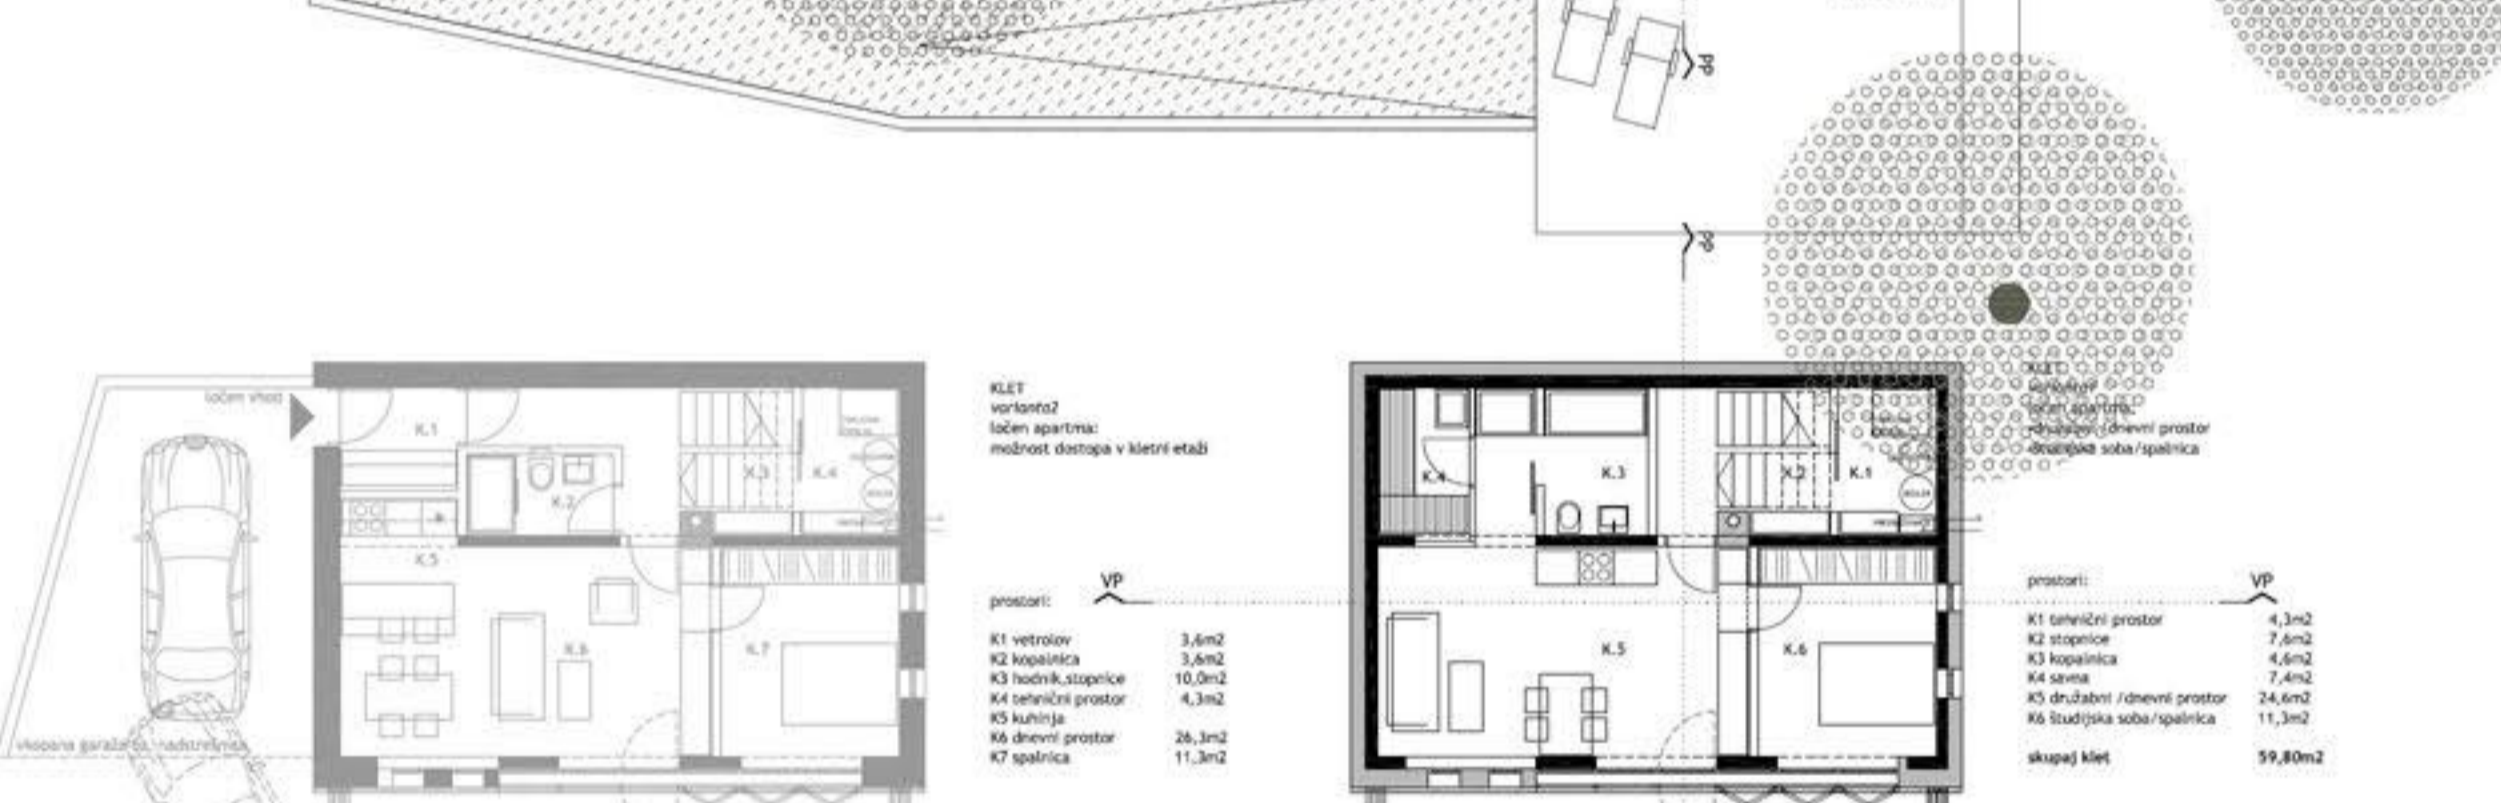 PP
PP
ločen vhod
K.1
K.2
K.3
K.4
K.5
K.6
K.7
vkopana garaža oz. nadstrešnica
KLET
varianta2
ločen apartma:
možnost dostopa v kletni etaži
VP
prostori:
K1 vetrolov 3,6m2
K2 kopalnica 3,6m2
K3 hodnik,stopnice 10,0m2
K4 tehnični prostor 4,3m2
K5 kuhinja
K6 dnevni prostor 26,3m2
K7 spalnica 11,3m2
K.4
K.3
K.2
K.1
BOILER
K.5
K.6
KLET
ločen apartma:
-družabni /dnevni prostor
-študijska soba/spalnica
VP
prostori:
K1 tehnični prostor 4,3m2
K2 stopnice 7,6m2
K3 kopalnica 4,6m2
K4 savna 7,4m2
K5 družabni /dnevni prostor 24,6m2
K6 študijska soba/spalnica 11,3m2
skupaj klet 59,80m2